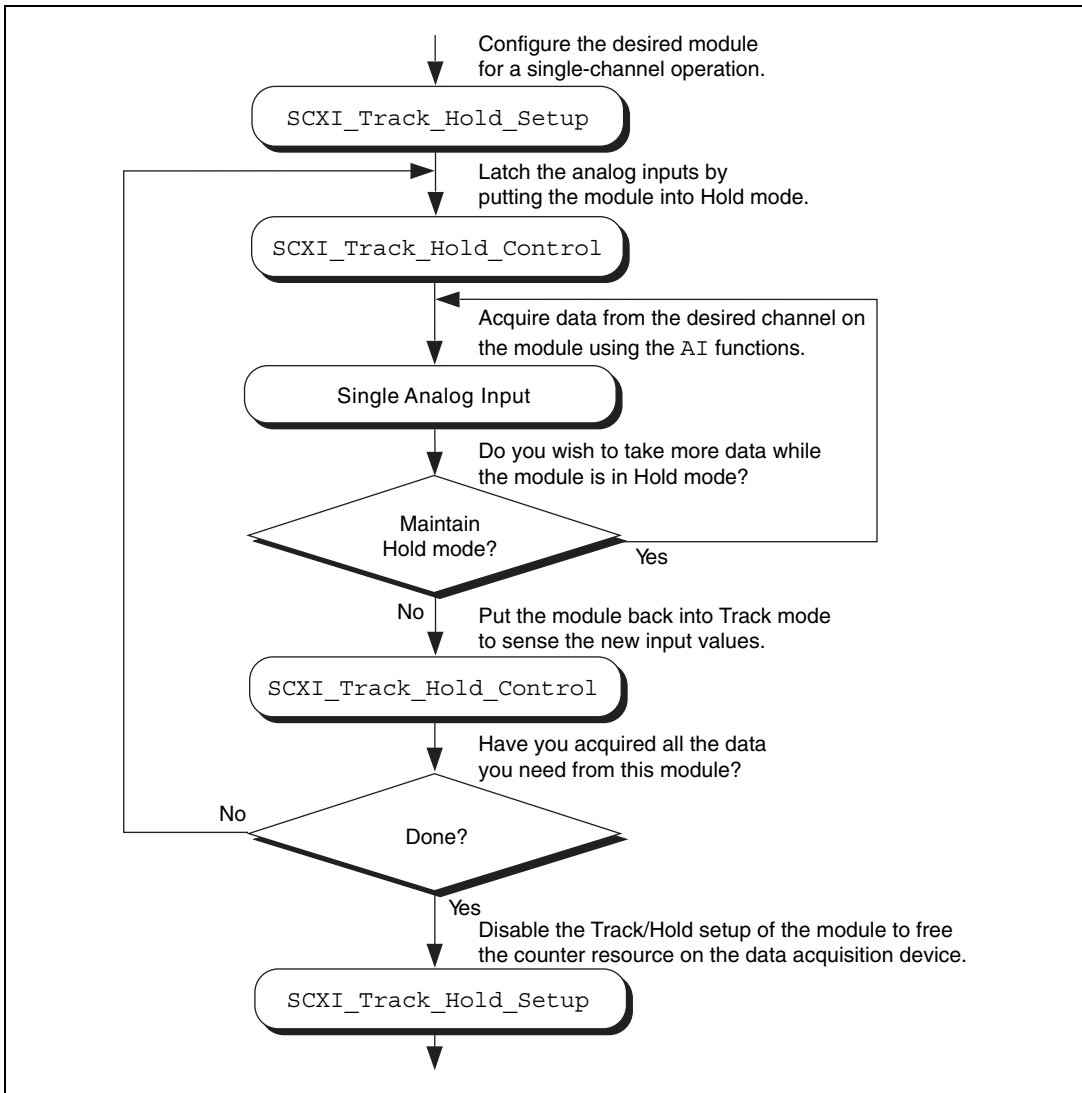 Configure the desired module
for a single-channel operation.
SCXI_Track_Hold_Setup
Latch the analog inputs by
putting the module into Hold mode.
SCXI_Track_Hold_Control
Acquire data from the desired channel on
the module using the AI functions.
Single Analog Input
Do you wish to take more data while
the module is in Hold mode?
Maintain
Hold mode?
Yes
No
Put the module back into Track mode
to sense the new input values.
SCXI_Track_Hold_Control
Have you acquired all the data
you need from this module?
No
Done?
Yes
Disable the Track/Hold setup of the module to free
the counter resource on the data acquisition device.
SCXI_Track_Hold_Setup